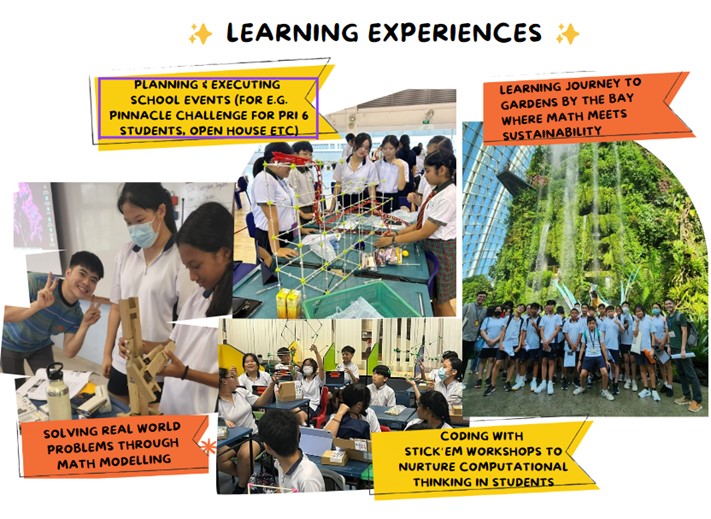 LEARNING EXPERIENCES
PLANNING & EXECUTING
SCHOOL EVENTS (FOR E.G.
PINNACLE CHALLENGE FOR PRI 6
STUDENTS, OPEN HOUSE ETC)
LEARNING JOURNEY TO
GARDENS BY THE BAY
WHERE MATH MEETS
SUSTAINABILITY
SOLVING REAL WORLD
PROBLEMS THROUGH
MATH MODELLING
CODING WITH
STICK'EM WORKSHOPS TO
NURTURE COMPUTATIONAL
THINKING IN STUDENTS